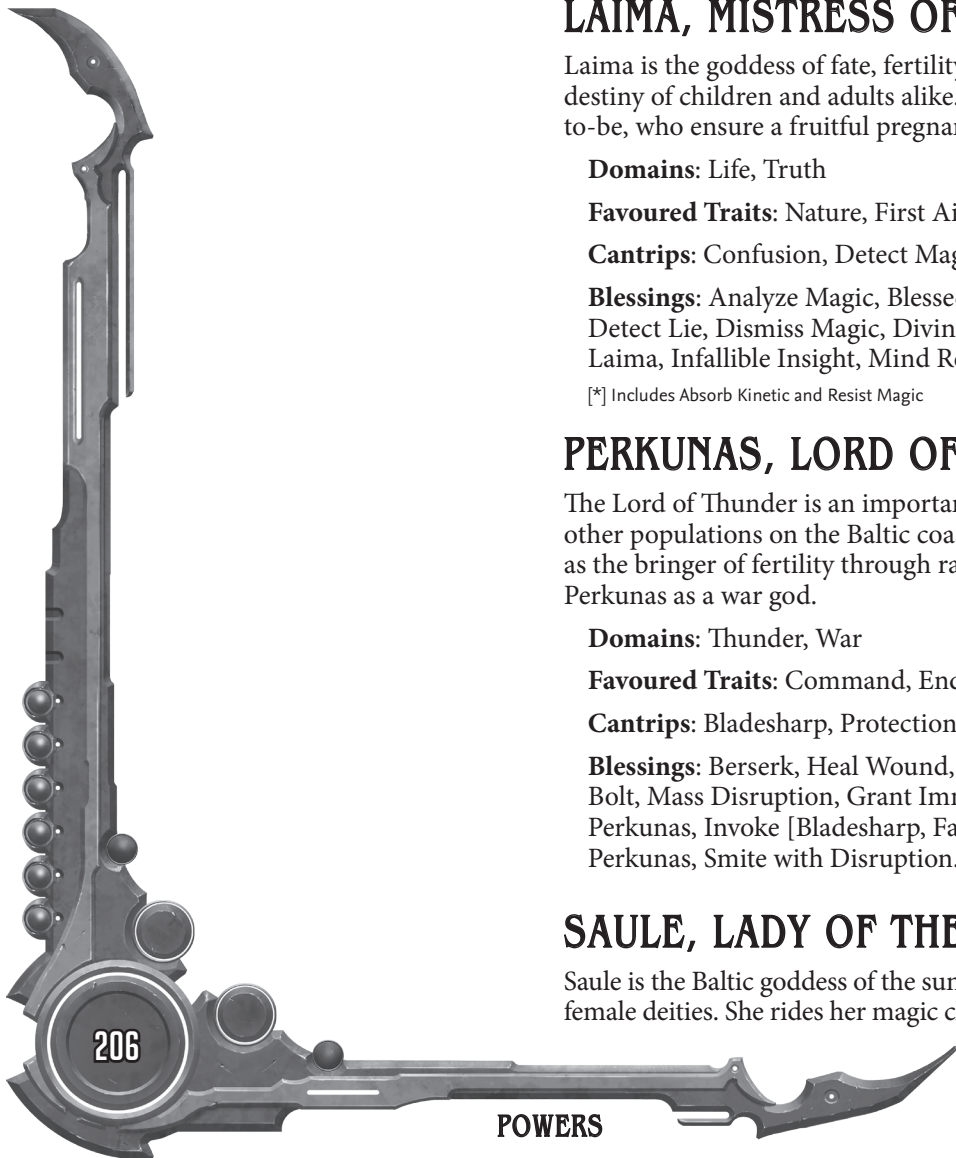 LAIMA, MISTRESS OF
Laima is the goddess of fate, fertility
destiny of children and adults alike.
to-be, who ensure a fruitful pregnan
Domains: Life, Truth
Favoured Traits: Nature, First Ai
Cantrips: Confusion, Detect Mag
Blessings: Analyze Magic, Blesse
Detect Lie, Dismiss Magic, Divin
Laima, Infallible Insight, Mind Re
[*] Includes Absorb Kinetic and Resist Magic
PERKUNAS, LORD OF
The Lord of Thunder is an importan
other populations on the Baltic coa
as the bringer of fertility through ra
Perkunas as a war god.
Domains: Thunder, War
Favoured Traits: Command, End
Cantrips: Bladesharp, Protection
Blessings: Berserk, Heal Wound,
Bolt, Mass Disruption, Grant Imm
Perkunas, Invoke [Bladesharp, Fa
Perkunas, Smite with Disruption.
SAULE, LADY OF THE
Saule is the Baltic goddess of the sun
female deities. She rides her magic c
206
POWERS